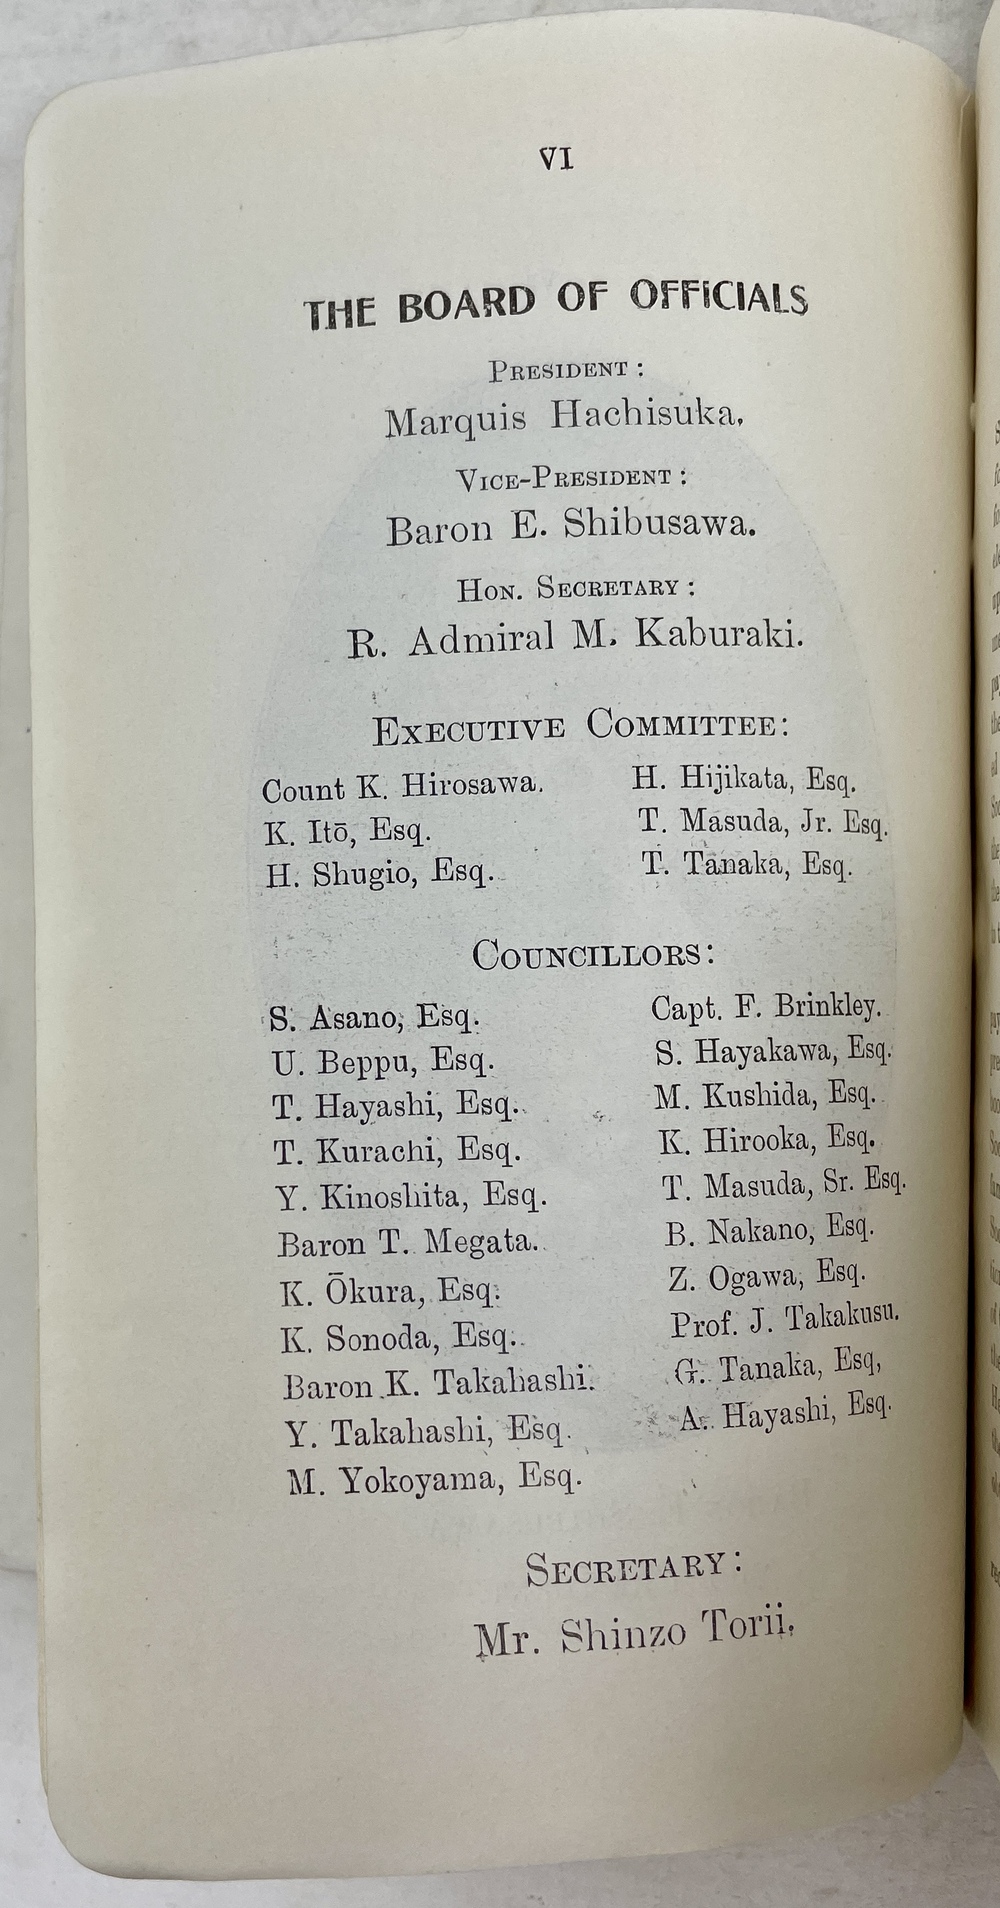 VI
THE BOARD OF OFFICIALS
PRESIDENT:
Marquis Hachisuka.
VICE-PRESIDENT:
Baron E. Shibusawa.
HON. SECRETARY:
R. Admiral M. Kaburaki.
EXECUTIVE COMMITTEE:
Count K. Hirosawa. H. Hijikata, Esq.
K. Itō, Esq. T. Masuda, Jr. Esq.
H. Shugio, Esq. T. Tanaka, Esq.
COUNCILLORS:
S. Asano, Esq. Capt. F. Brinkley.
U. Beppu, Esq. S. Hayakawa, Esq.
T. Hayashi, Esq. M. Kushida, Esq.
T. Kurachi, Esq. K. Hirooka, Esq.
Y. Kinoshita, Esq. T. Masuda, Sr. Esq.
Baron T. Megata. B. Nakano, Esq.
K. Ōkura, Esq. Z. Ogawa, Esq.
K. Sonoda, Esq. Prof. J. Takakusu.
Baron K. Takahashi. G. Tanaka, Esq,
Y. Takahashi, Esq. A. Hayashi, Esq.
M. Yokoyama, Esq.
SECRETARY:
Mr. Shinzo Torii.